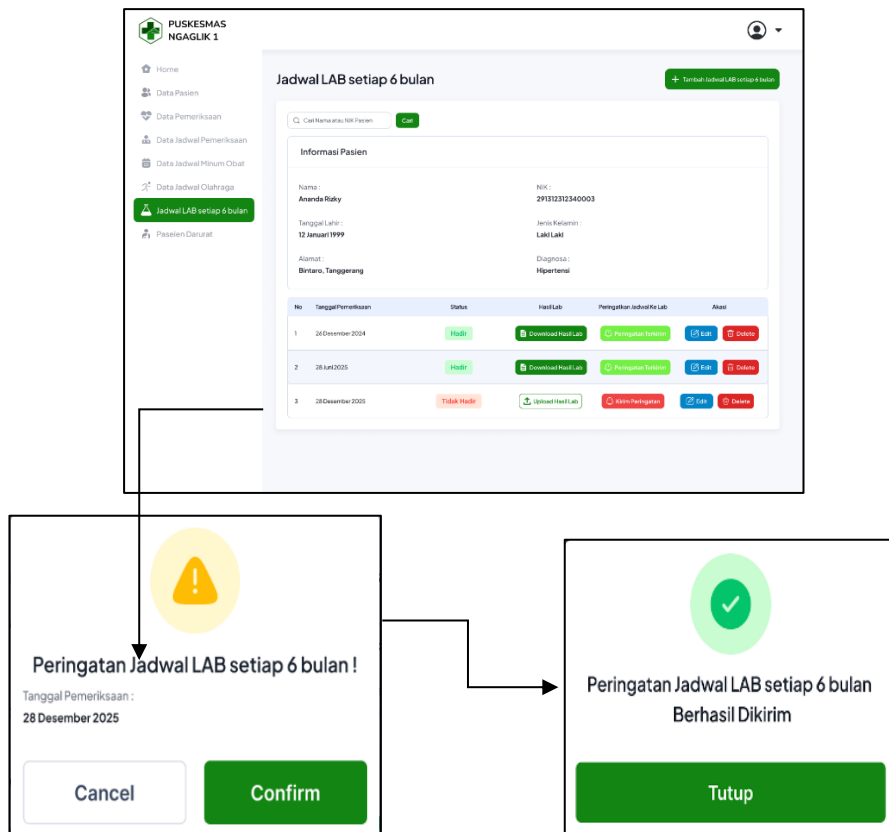 PUSKESMAS
NGAGLIK 1
Home
Data Pasien
Data Pemeriksaan
Data Jadwal Pemeriksaan
Data Jadwal Minum Obat
Data Jadwal Olahraga
Jadwal LAB setiap 6 bulan
Paseien Darurat
Jadwal LAB setiap 6 bulan
+ Tambah Jadwal LAB setiap 6 bulan
Cari Nama atau NIK Pasien Cari
Informasi Pasien
Nama : NIK :
Ananda Rizky 291312312340003
Tanggal Lahir : Jenis Kelamin :
12 Januari 1999 Laki Laki
Alamat : Diagnosa :
Bintaro, Tanggerang Hipertensi
No Tanggal Pemeriksaan Status Hasil Lab Peringatkan Jadwal Ke Lab Akasi
1 26 Desember 2024 Hadir Download Hasil Lab Peringatan Terkirim Edit Delete
2 28 Juni 2025 Hadir Download Hasil Lab Peringatan Terkirim Edit Delete
3 28 Desember 2025 Tidak Hadir Upload Hasil Lab Kirim Peringatan Edit Delete
Peringatan Jadwal LAB setiap 6 bulan !
Tanggal Pemeriksaan :
28 Desember 2025
Cancel Confirm
Peringatan Jadwal LAB setiap 6 bulan
Berhasil Dikirim
Tutup